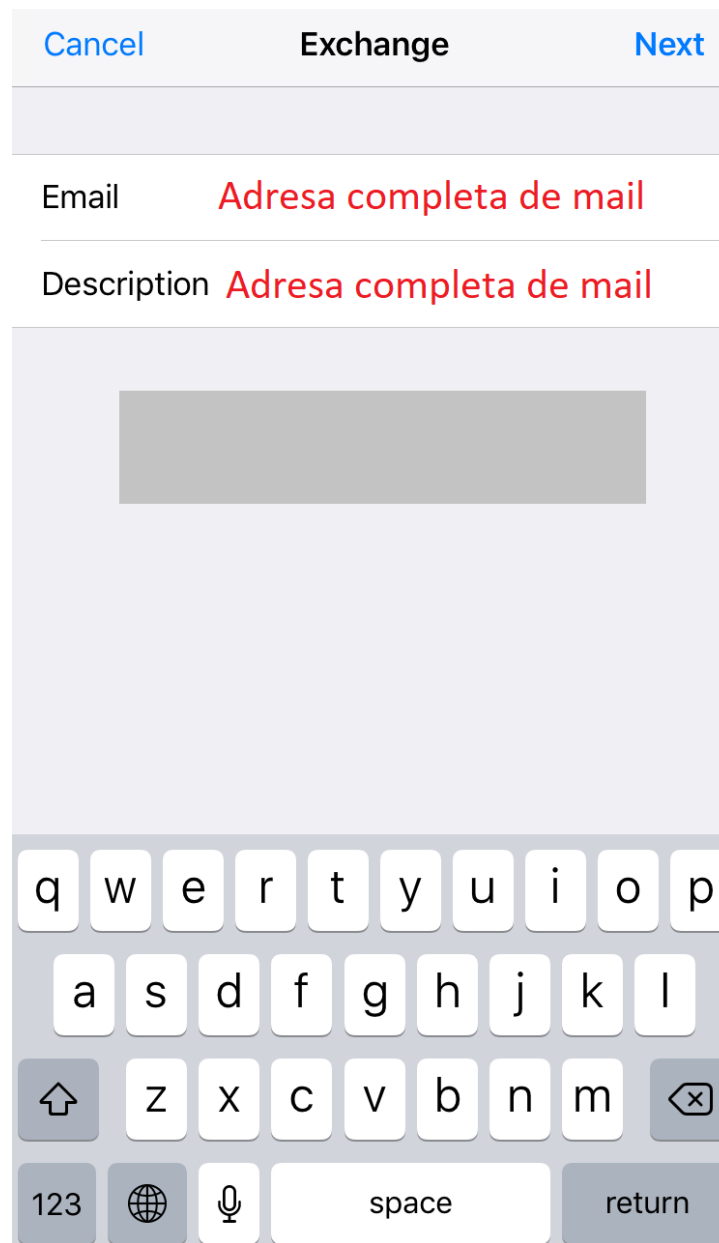 Cancel Exchange Next
Email Adresa completa de mail
Description Adresa completa de mail
q w e r t y u i o p
a s d f g h j k l
z x c v b n m
123 space return